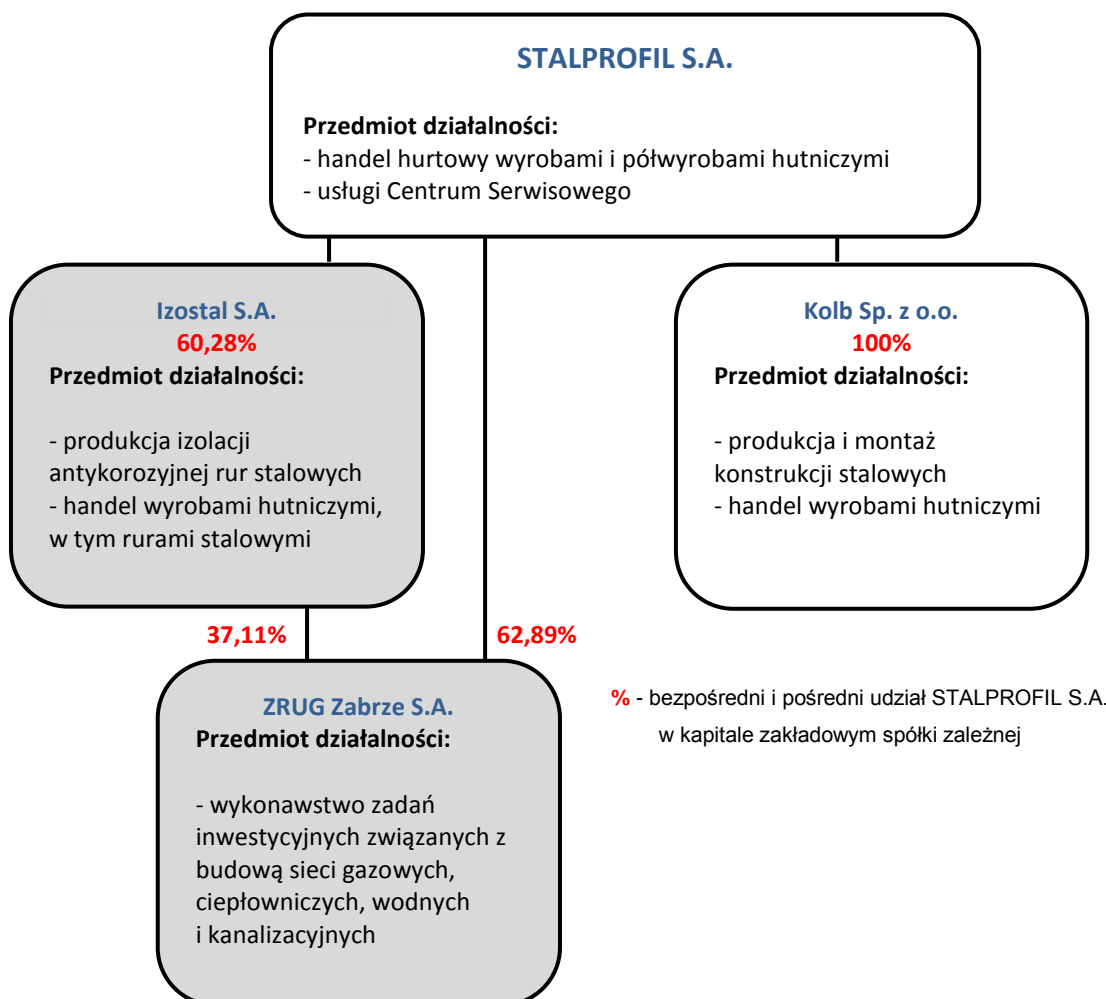 STALPROFIL S.A.
Przedmiot działalności:
- handel hurtowy wyrobami i półwyrobami hutniczymi
- usługi Centrum Serwisowego
Izostal S.A.
60,28%
Przedmiot działalności:
- produkcja izolacji
antykorozyjnej rur stalowych
- handel wyrobami hutniczymi,
w tym rurami stalowymi
Kolb Sp. z o.o.
100%
Przedmiot działalności:
- produkcja i montaż
konstrukcji stalowych
- handel wyrobami hutniczymi
37,11%
62,89%
ZRUG Zabrze S.A.
Przedmiot działalności:
- wykonawstwo zadań
inwestycyjnych związanych z
budową sieci gazowych,
ciepłowniczych, wodnych
i kanalizacyjnych
% - bezpośredni i pośredni udział STALPROFIL S.A.
w kapitale zakładowym spółki zależnej